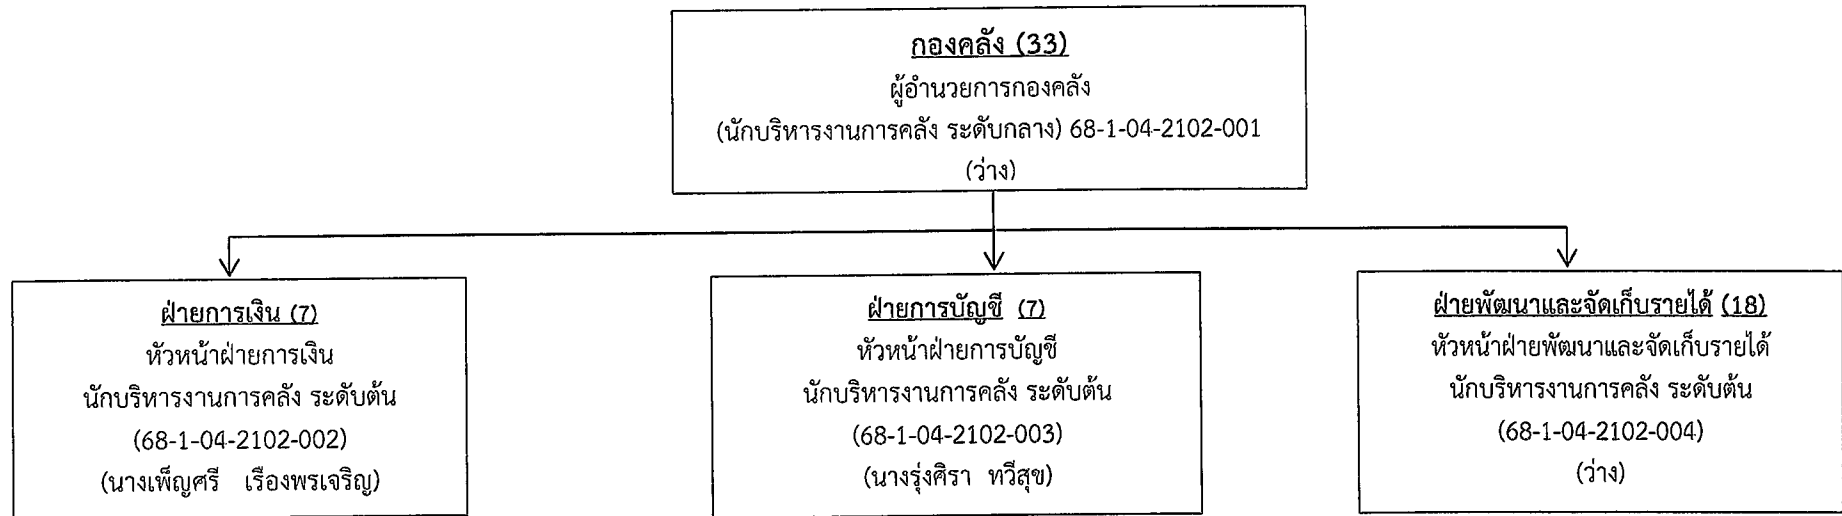 กองคลัง (33)
ผู้อำนวยการกองคลัง
(นักบริหารงานการคลัง ระดับกลาง) 68-1-04-2102-001
(ว่าง)
ฝ่ายการเงิน (7)
หัวหน้าฝ่ายการเงิน
นักบริหารงานการคลัง ระดับต้น
(68-1-04-2102-002)
(นางเพ็ญศรี เรืองพรเจริญ)
ฝ่ายการบัญชี (7)
หัวหน้าฝ่ายการบัญชี
นักบริหารงานการคลัง ระดับต้น
(68-1-04-2102-003)
(นางรุ่งศิรา ทวีสุข)
ฝ่ายพัฒนาและจัดเก็บรายได้ (18)
หัวหน้าฝ่ายพัฒนาและจัดเก็บรายได้
นักบริหารงานการคลัง ระดับต้น
(68-1-04-2102-004)
(ว่าง)